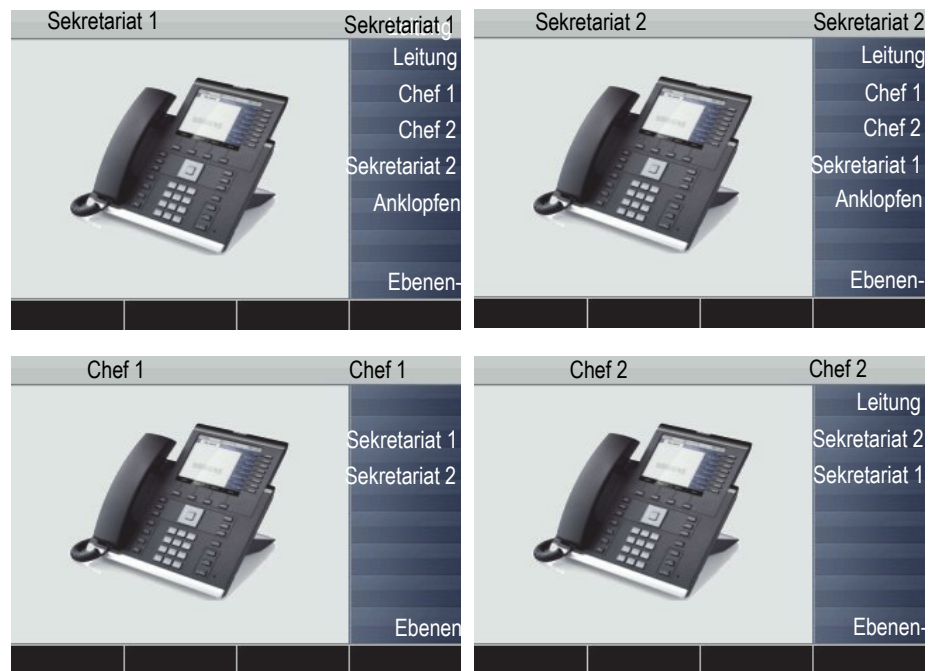 Sekretariat 1
Sekretariat 1
Leitung
Chef 1
Chef 2
Sekretariat 2
Anklopfen
Ebenen-
Sekretariat 2
Sekretariat 2
Leitung
Chef 1
Chef 2
Sekretariat 1
Anklopfen
Ebenen-
Chef 1
Chef 1
Sekretariat 1
Sekretariat 2
Ebenen
Chef 2
Chef 2
Leitung
Sekretariat 2
Sekretariat 1
Ebenen-